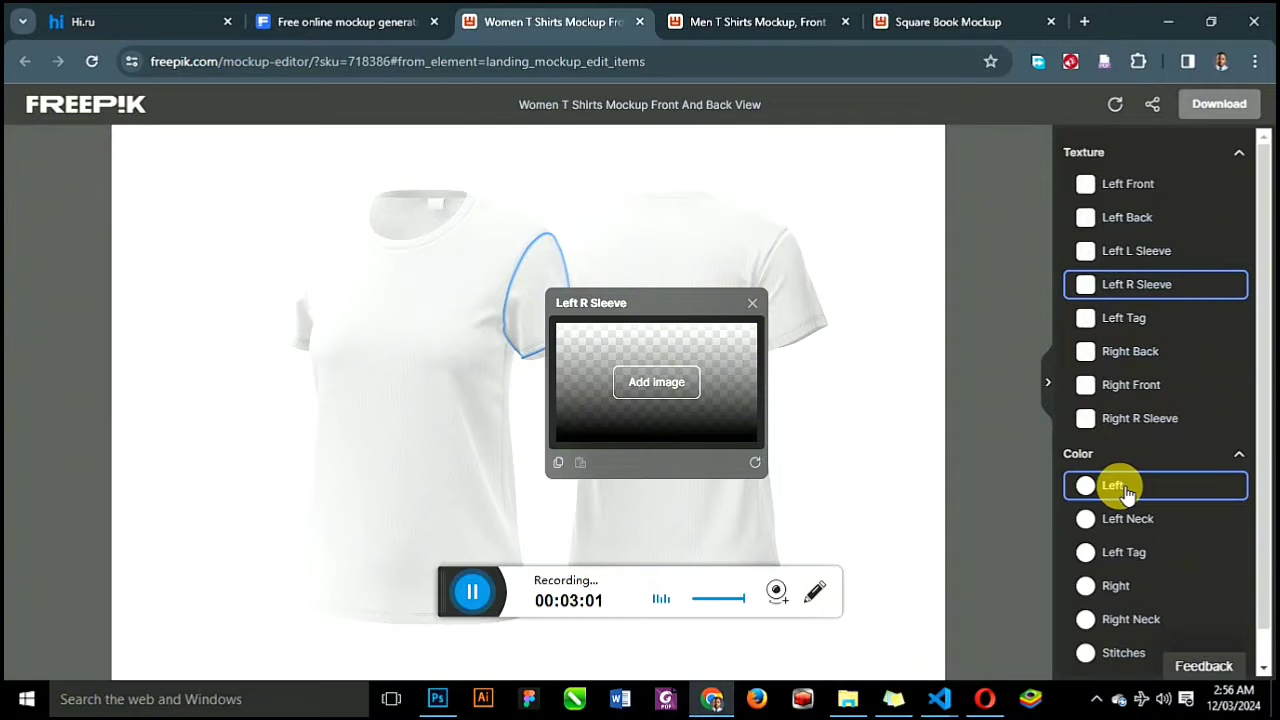 Hi.ru
Free online mockup generat
Women T Shirts Mockup Fro
Men T Shirts Mockup, Front
Square Book Mockup
freepik.com/mockup-editor/?sku=718386#from_element=landing_mockup_edit_items
FREEPIK
Women T Shirts Mockup Front And Back View
Download
Texture
Left Front
Left Back
Left L Sleeve
Left R Sleeve
Left Tag
Right Back
Right Front
Right R Sleeve
Color
Left
Left Neck
Left Tag
Right
Right Neck
Stitches
Feedback
Left R Sleeve
Add image
Recording...
00:03:01
Search the web and Windows
2:56 AM
12/03/2024